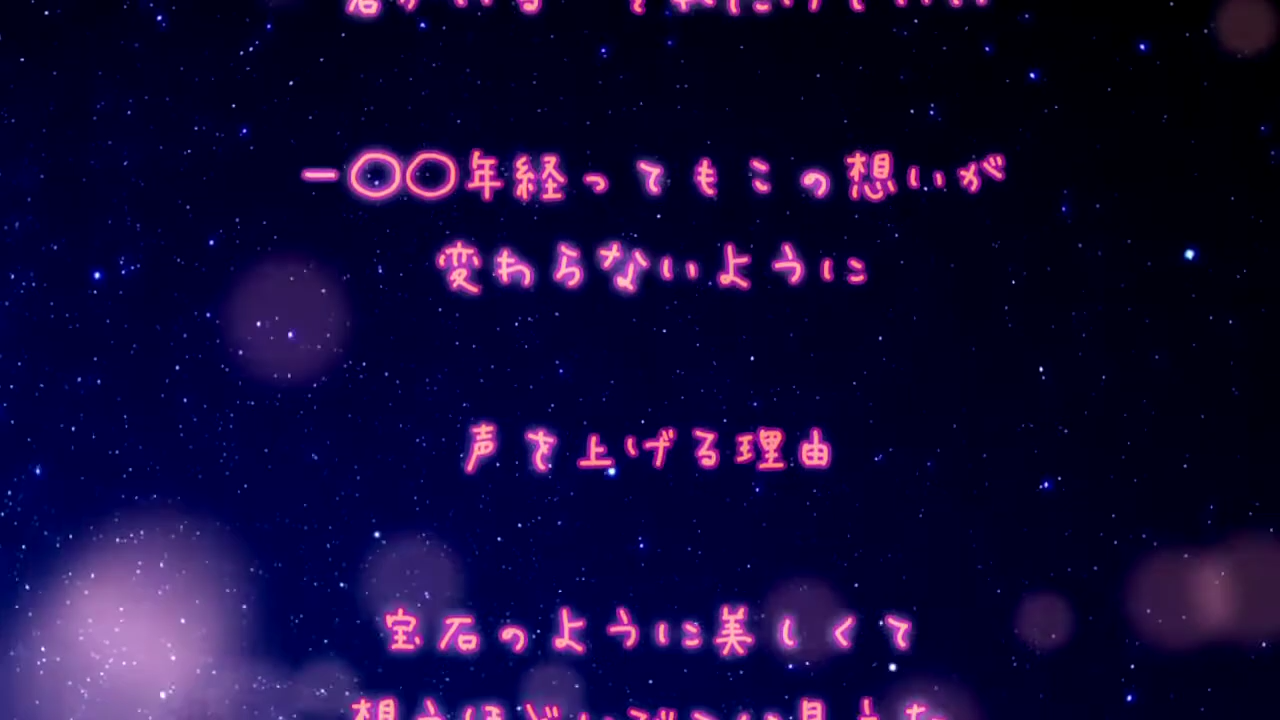 一〇〇年経ってもこの想いが
変わらないように
声を上げる理由
宝石のように美しくて